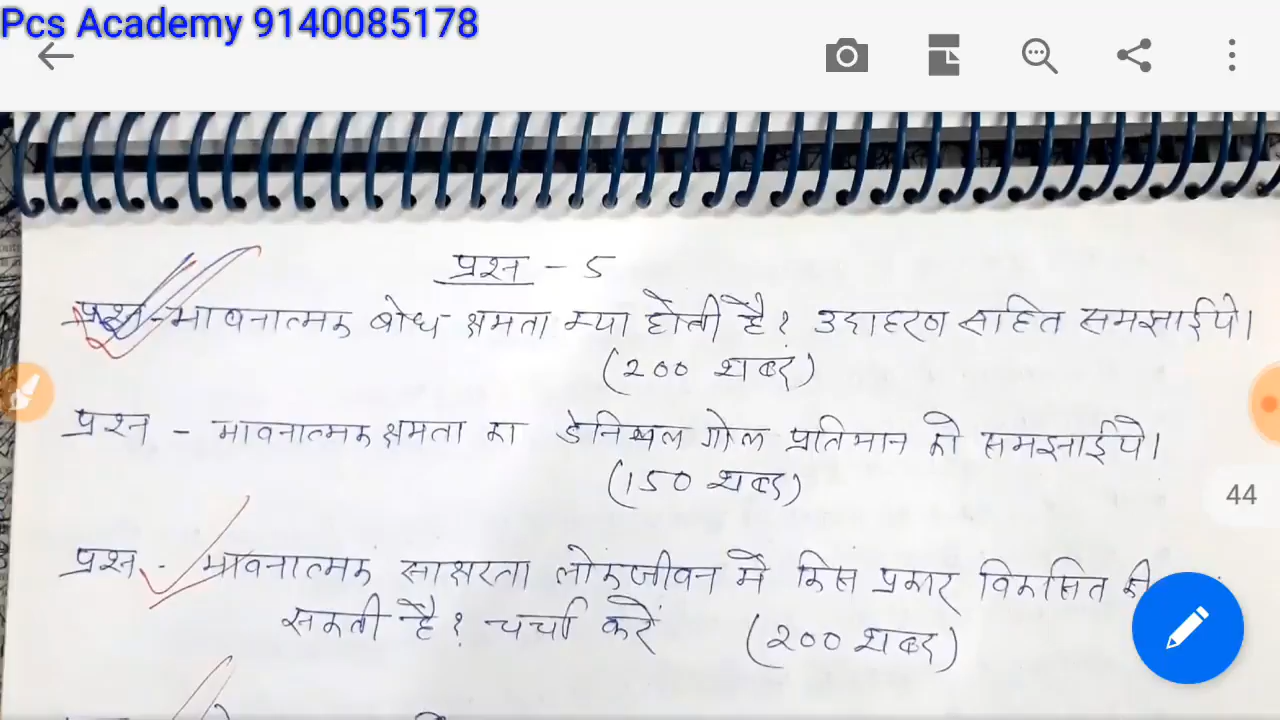 Pcs Academy 9140085178
प्रश्न - 5
प्रश्न - भावनात्मक बोध क्षमता क्या होती है? उदाहरण सहित समझाईये।
(200 शब्द)
प्रश्न - भावनात्मक क्षमता का डेनियल गोल प्रतिमान को समझाईये।
(150 शब्द)
44
प्रश्न - भावनात्मक साक्षरता लोकजीवन में किस प्रकार विकसित की
सकती है? चर्चा करें (200 शब्द)